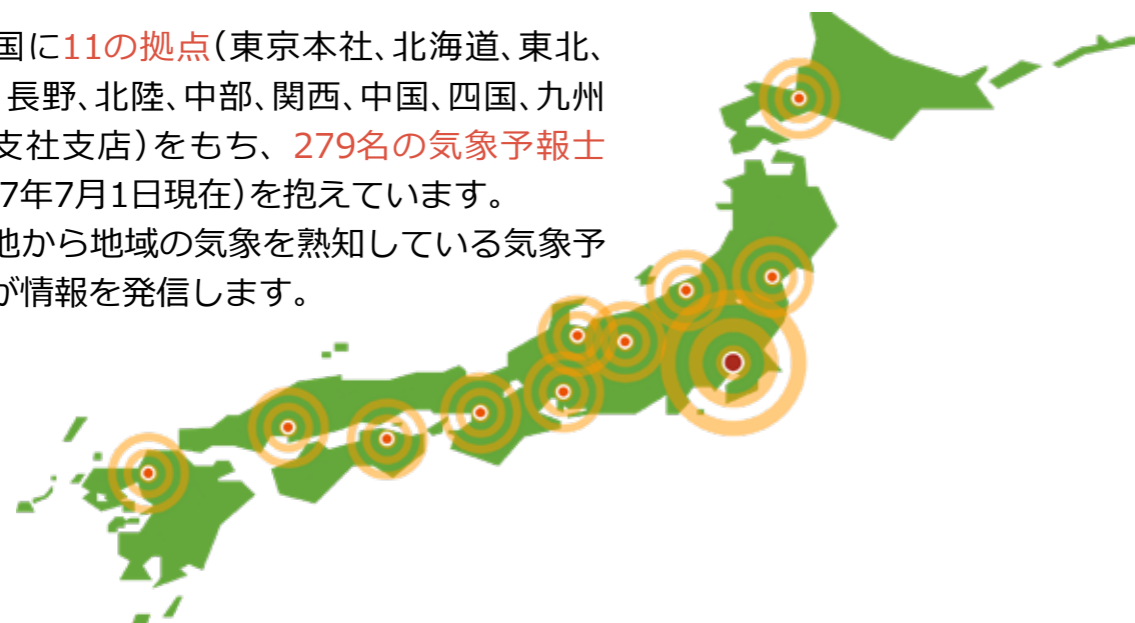 国に11の拠点(東京本社、北海道、東北、
長野、北陸、中部、関西、中国、四国、九州
支社支店)をもち、279名の気象予報士
7年7月1日現在)を抱えています。
地から地域の気象を熟知している気象予
が情報を発信します。